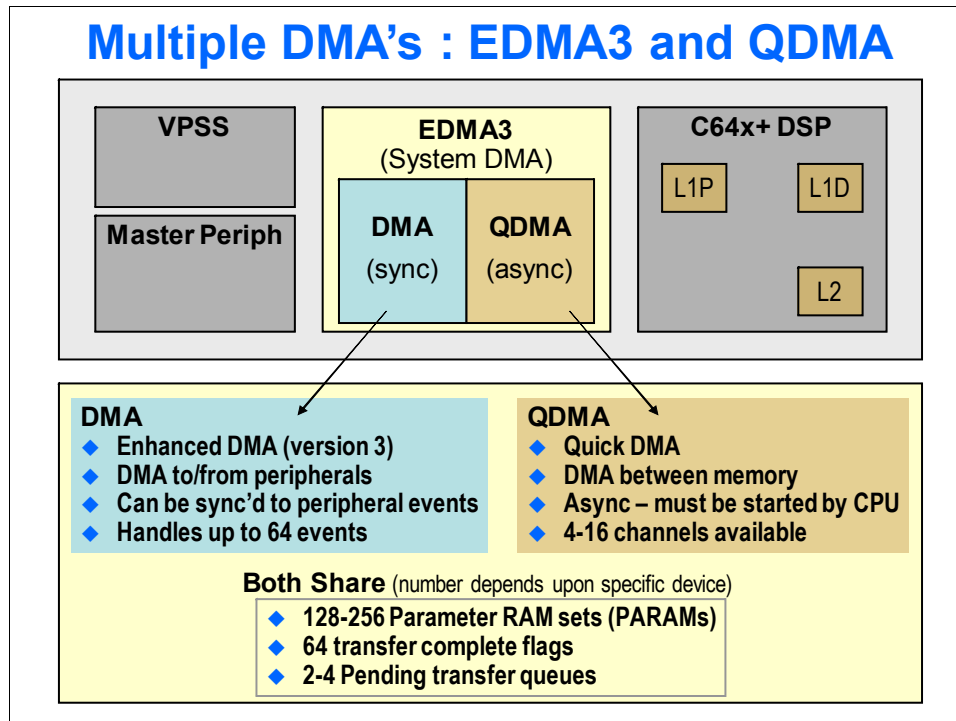 Multiple DMA's : EDMA3 and QDMA
VPSS
Master Periph
EDMA3
(System DMA)
DMA
(sync)
QDMA
(async)
C64x+ DSP
L1P
L1D
L2
DMA
◆ Enhanced DMA (version 3)
◆ DMA to/from peripherals
◆ Can be sync'd to peripheral events
◆ Handles up to 64 events
QDMA
◆ Quick DMA
◆ DMA between memory
◆ Async – must be started by CPU
◆ 4-16 channels available
Both Share (number depends upon specific device)
◆ 128-256 Parameter RAM sets (PARAMs)
◆ 64 transfer complete flags
◆ 2-4 Pending transfer queues